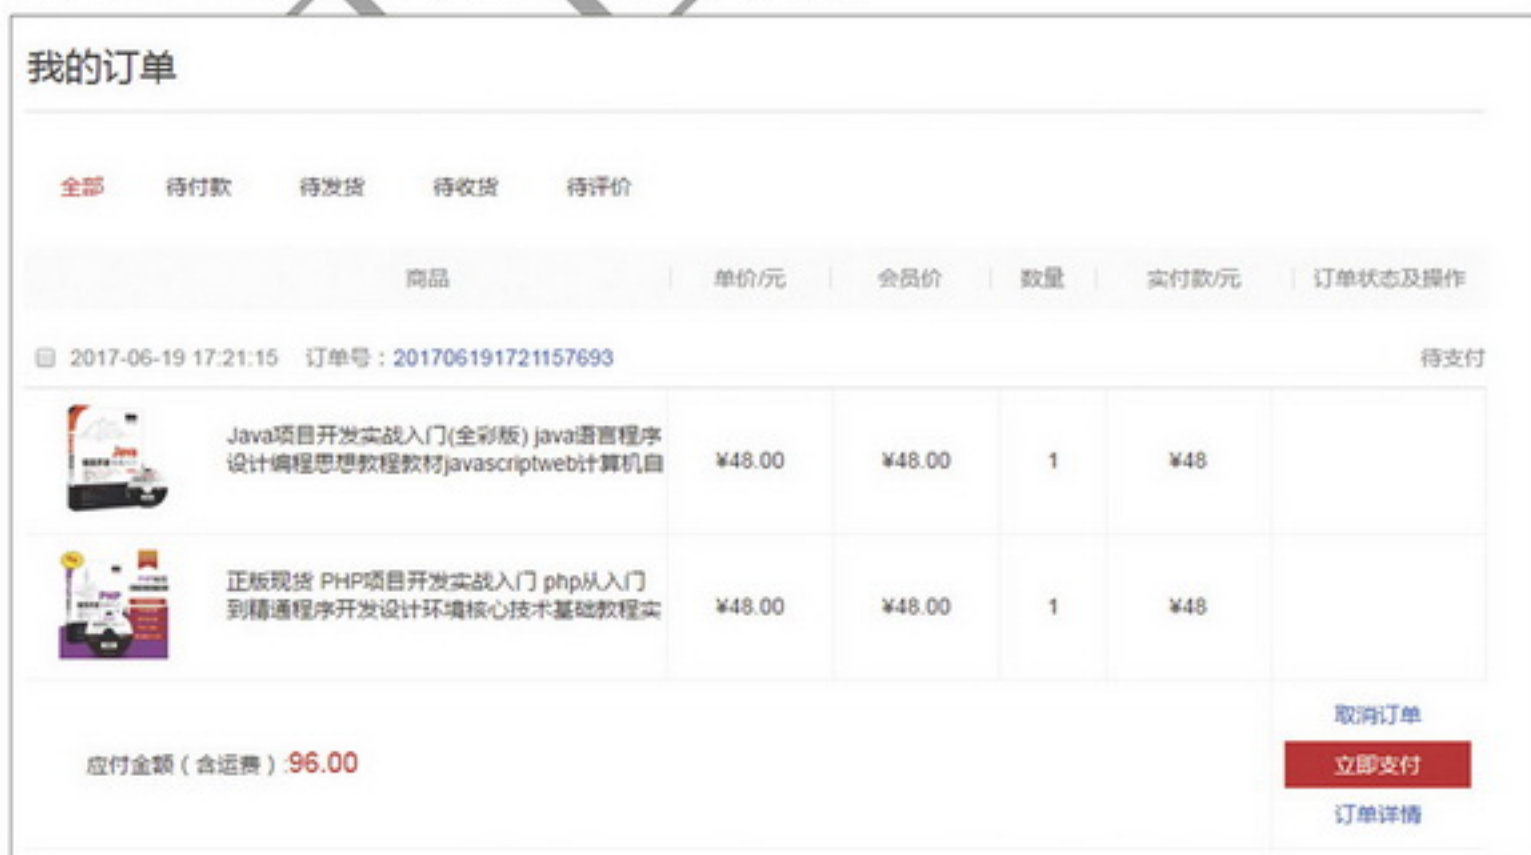 我的订单
全部 待付款 待发货 待收货 待评价
商品 单价/元 会员价 数量 实付款/元 订单状态及操作
2017-06-19 17:21:15 订单号：201706191721157693 待支付
Java项目开发实战入门(全彩版) java语言程序
设计编程思想教程教材javascriptweb计算机自
¥48.00 ¥48.00 1 ¥48
正版现货 PHP项目开发实战入门 php从入门
到精通程序开发设计环境核心技术基础教程实
¥48.00 ¥48.00 1 ¥48
取消订单
应付金额（含运费）:96.00 立即支付
订单详情